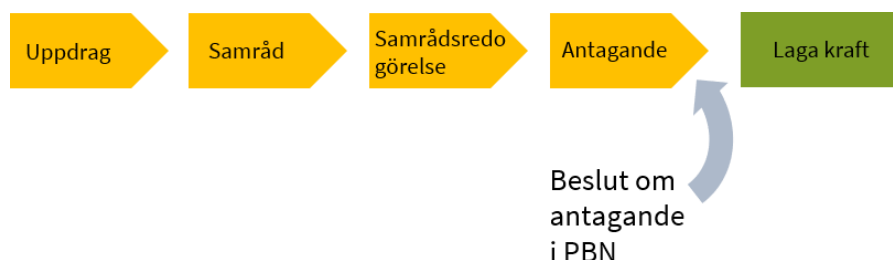 Uppdrag
Samråd
Samrådsredo
görelse
Antagande
Laga kraft
Beslut om
antagande
i PBN